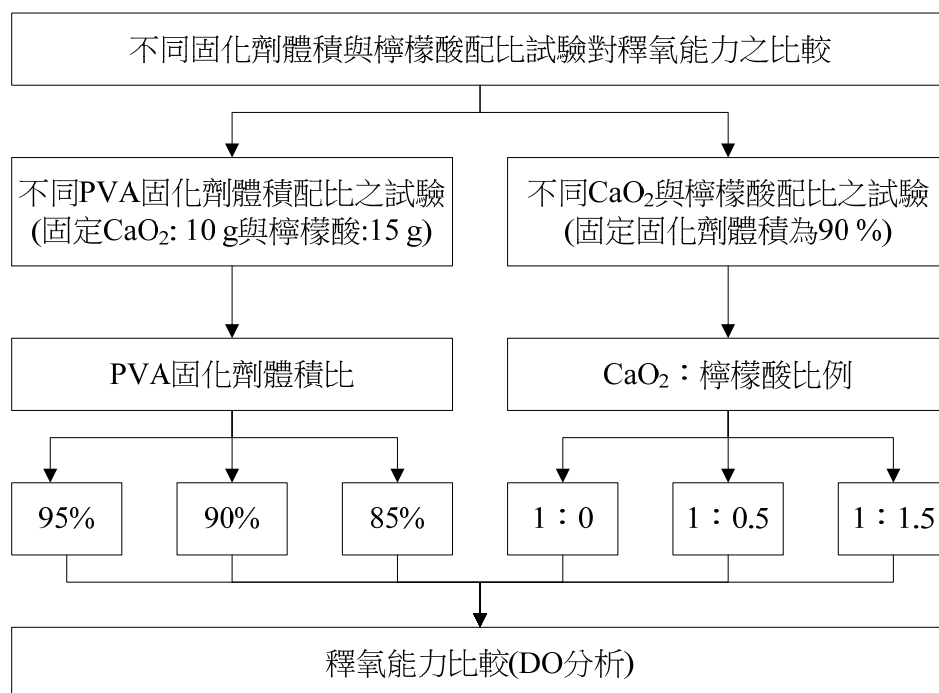 不同固化劑體積與檸檬酸配比試驗對釋氧能力之比較
不同PVA固化劑體積配比之試驗
(固定CaO₂: 10 g與檸檬酸:15 g)
不同CaO₂與檸檬酸配比之試驗
(固定固化劑體積為90 %)
PVA固化劑體積比
CaO₂：檸檬酸比例
95%
90%
85%
1：0
1：0.5
1：1.5
釋氧能力比較(DO分析)